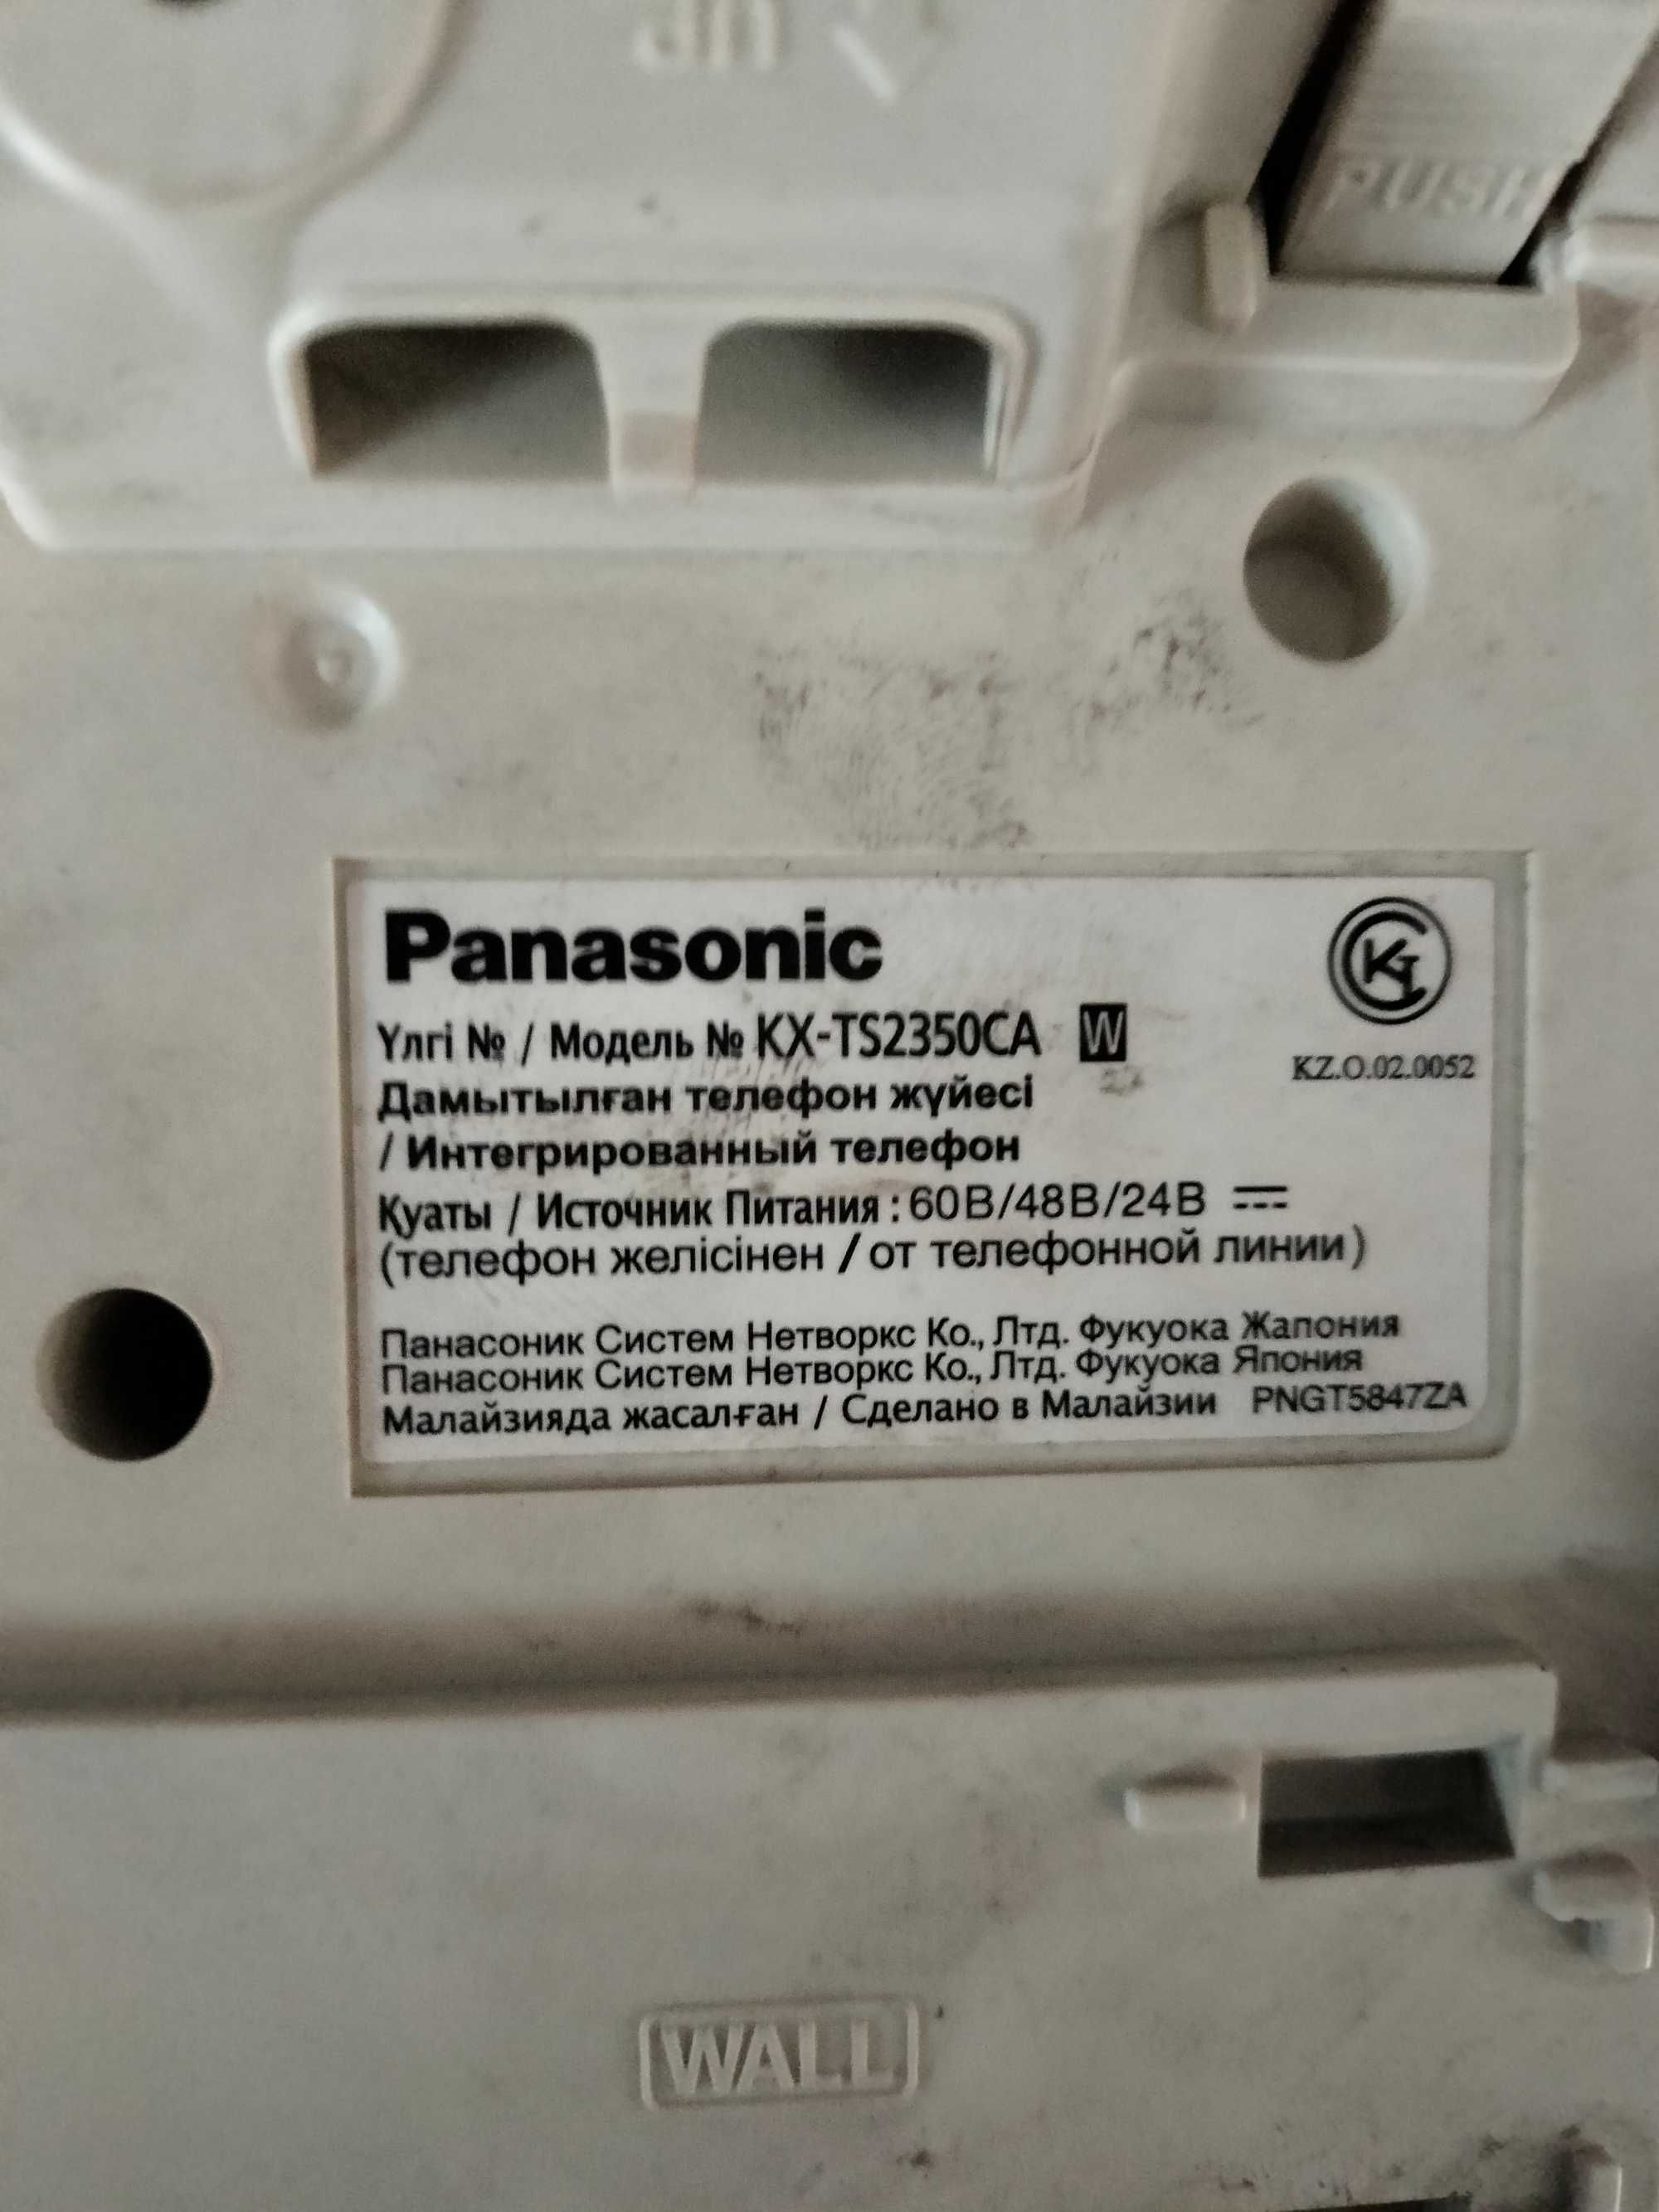 UP
PUSH
Panasonic
Үлгі № / Модель № KX-TS2350CA W
KZ.O.02.0052
Дамытылған телефон жүйесі
/ Интегрированный телефон
Қуаты / Источник Питания : 60В/48В/24В
(телефон желісінен / от телефонной линии)
Панасоник Систем Нетворкс Ко., Лтд. Фукуока Жапония
Панасоник Систем Нетворкс Ко., Лтд. Фукуока Япония
Малайзияда жасалған / Сделано в Малайзии PNGT5847ZA
WALL